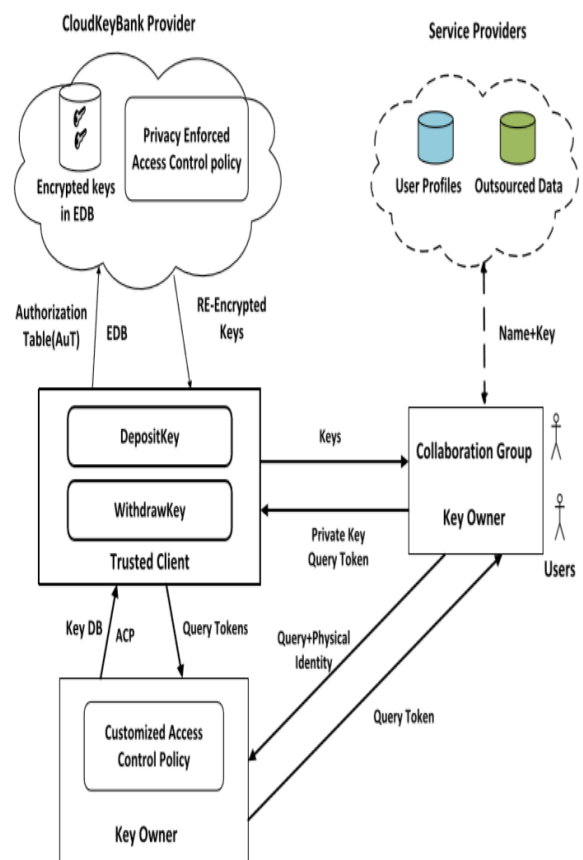 CloudKeyBank Provider
Service Providers
Encrypted keys
in EDB
Privacy Enforced
Access Control policy
User Profiles
Outsourced Data
Authorization
Table(AuT)
EDB
RE-Encrypted
Keys
Name+Key
DepositKey
WithdrawKey
Trusted Client
Keys
Private Key
Query Token
Collaboration Group
Key Owner
Users
Key DB
ACP
Query Tokens
Query+Physical
Identity
Query Token
Customized Access
Control Policy
Key Owner